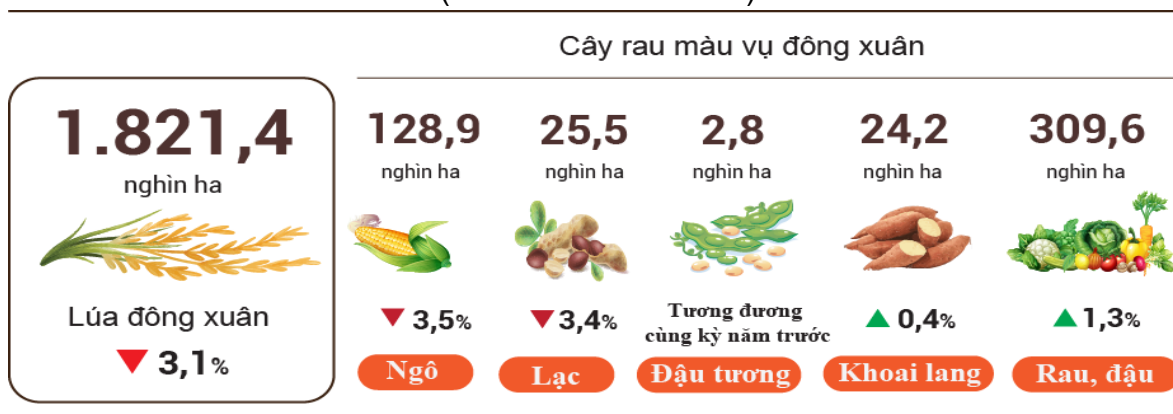 Cây rau màu vụ đông xuân
1.821,4
nghìn ha
Lúa đông xuân
▼ 3,1%
128,9
nghìn ha
▼ 3,5%
Ngô
25,5
nghìn ha
▼ 3,4%
Lạc
2,8
nghìn ha
Tương đương
cùng kỳ năm trước
Đậu tương
24,2
nghìn ha
▲ 0,4%
Khoai lang
309,6
nghìn ha
▲ 1,3%
Rau, đậu